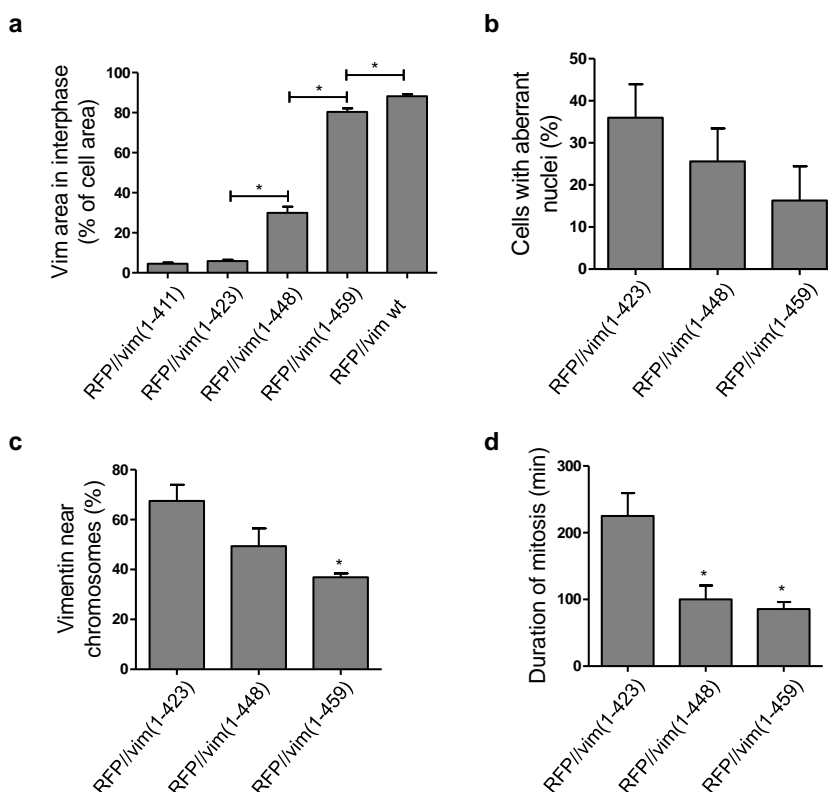 a
Vim area in interphase
(% of cell area)
100
80
60
40
20
0
*
*
*
RFP//vim(1-411)
RFP//vim(1-423)
RFP//vim(1-448)
RFP//vim(1-459)
RFP//vim wt
b
Cells with aberrant
nuclei (%)
50
40
30
20
10
0
RFP//vim(1-423)
RFP//vim(1-448)
RFP//vim(1-459)
c
Vimentin near
chromosomes (%)
80
60
40
20
0
*
RFP//vim(1-423)
RFP//vim(1-448)
RFP//vim(1-459)
d
Duration of mitosis (min)
300
200
100
0
*
*
RFP//vim(1-423)
RFP//vim(1-448)
RFP//vim(1-459)